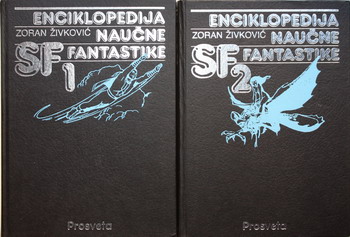 ENCIKLOPEDIJA
ZORAN ŽIVKOVIĆ NAUČNE
SF 1 FANTASTIKE
Prosveta
ENCIKLOPEDIJA
ZORAN ŽIVKOVIĆ NAUČNE
SF 2 FANTASTIKE
Prosveta